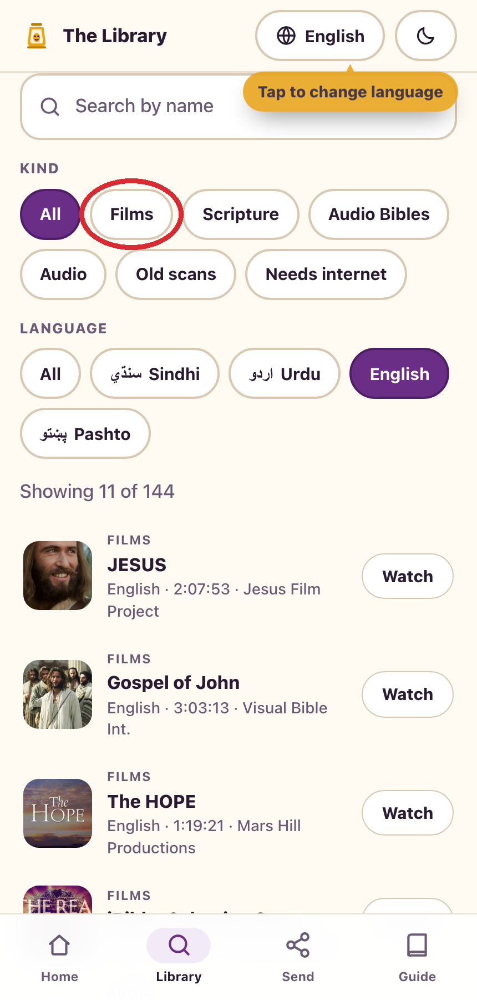 The Library
English
Tap to change language
Search by name
KIND
All
Films
Scripture
Audio Bibles
Audio
Old scans
Needs internet
LANGUAGE
All
سنڌي Sindhi
اردو Urdu
English
پښتو Pashto
Showing 11 of 144
FILMS
JESUS
English · 2:07:53 · Jesus Film
Project
Watch
FILMS
Gospel of John
English · 3:03:13 · Visual Bible
Int.
Watch
The HOPE
FILMS
The HOPE
English · 1:19:21 · Mars Hill
Productions
Watch
FILMS
Home
Library
Send
Guide